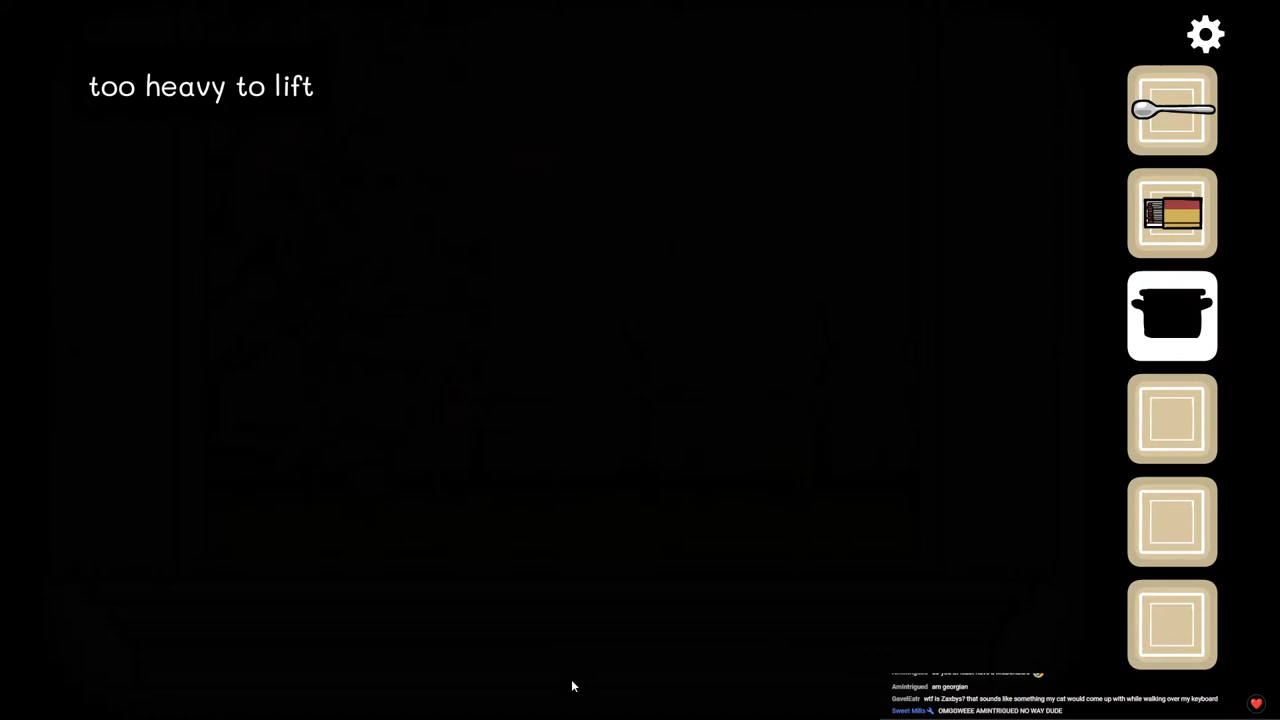 too heavy to lift
Amintrigued am georgian
GavelEatr wtf is Zaxbys? that sounds like something my cat would come up with while walking over my keyboard
Sweet Mills OMGGWEEE AMINTRIGUED NO WAY DUDE